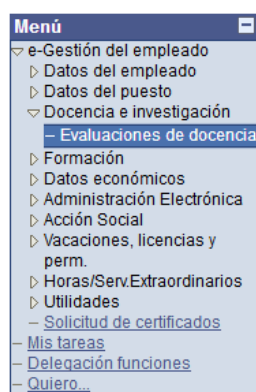 Menú
e-Gestión del empleado
Datos del empleado
Datos del puesto
Docencia e investigación
– Evaluaciones de docencia
Formación
Datos económicos
Administración Electrónica
Acción Social
Vacaciones, licencias y
perm.
Horas/Serv.Extraordinarios
Utilidades
– Solicitud de certificados
– Mis tareas
– Delegación funciones
– Quiero...